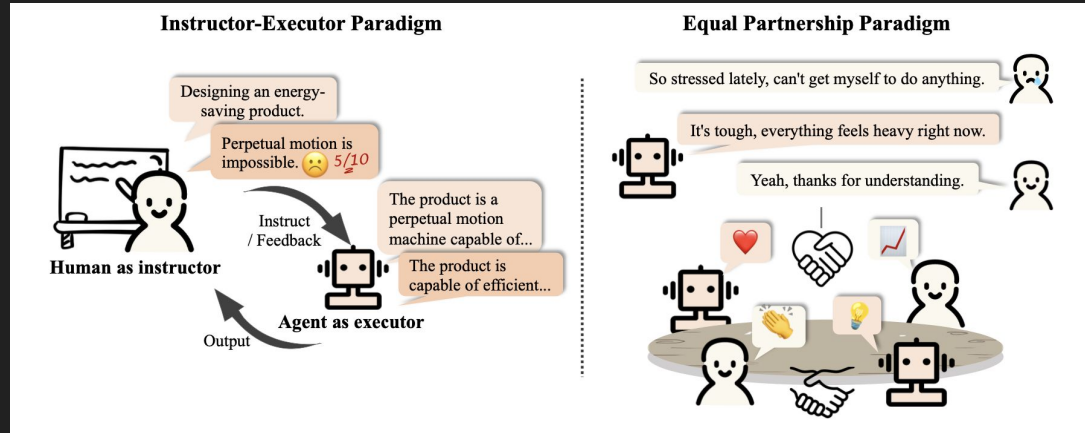 Instructor-Executor Paradigm
Designing an energy-
saving product.
Perpetual motion is
impossible. ☹️ 5/10
Instruct
/ Feedback
The product is a
perpetual motion
machine capable of...
The product is
capable of efficient...
Human as instructor
Agent as executor
Output
Equal Partnership Paradigm
So stressed lately, can't get myself to do anything.
It's tough, everything feels heavy right now.
Yeah, thanks for understanding.